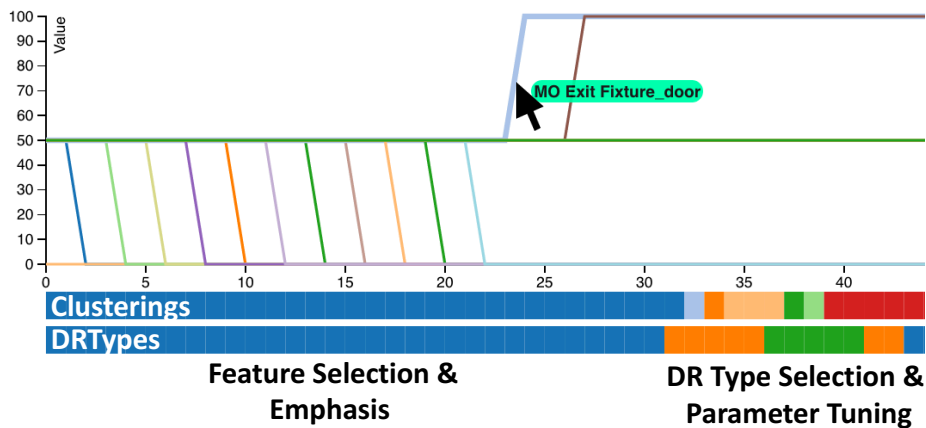 100
90
80
70
60
50
40
30
20
10
0
Value
MO Exit Fixture_door
0 5 10 15 20 25 30 35 40
Clusterings
DRTypes
Feature Selection &
Emphasis
DR Type Selection &
Parameter Tuning